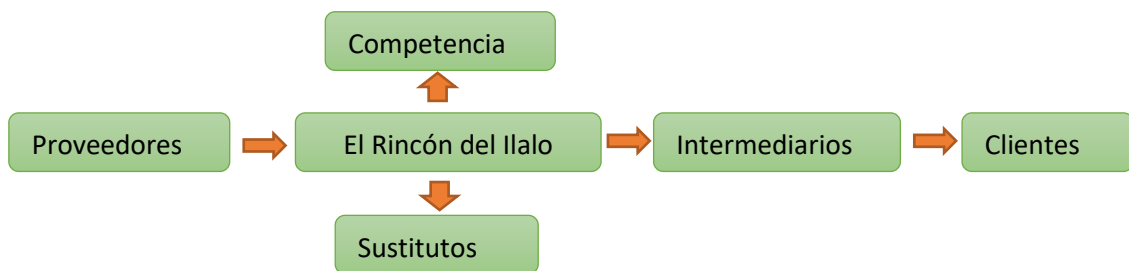 Competencia
Proveedores
El Rincón del Ilalo
Intermediarios
Clientes
Sustitutos